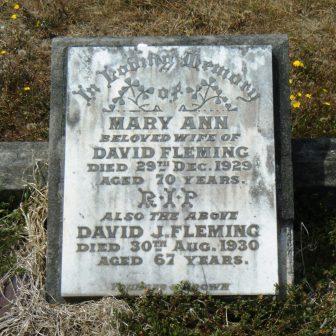 In Loving Memory
of
MARY ANN
BELOVED WIFE OF
DAVID FLEMING
DIED 29TH DEC. 1929
AGED 70 YEARS.
R.I.P
ALSO THE ABOVE
DAVID J. FLEMING
DIED 30TH AUG. 1930
AGED 67 YEARS.
BROWN